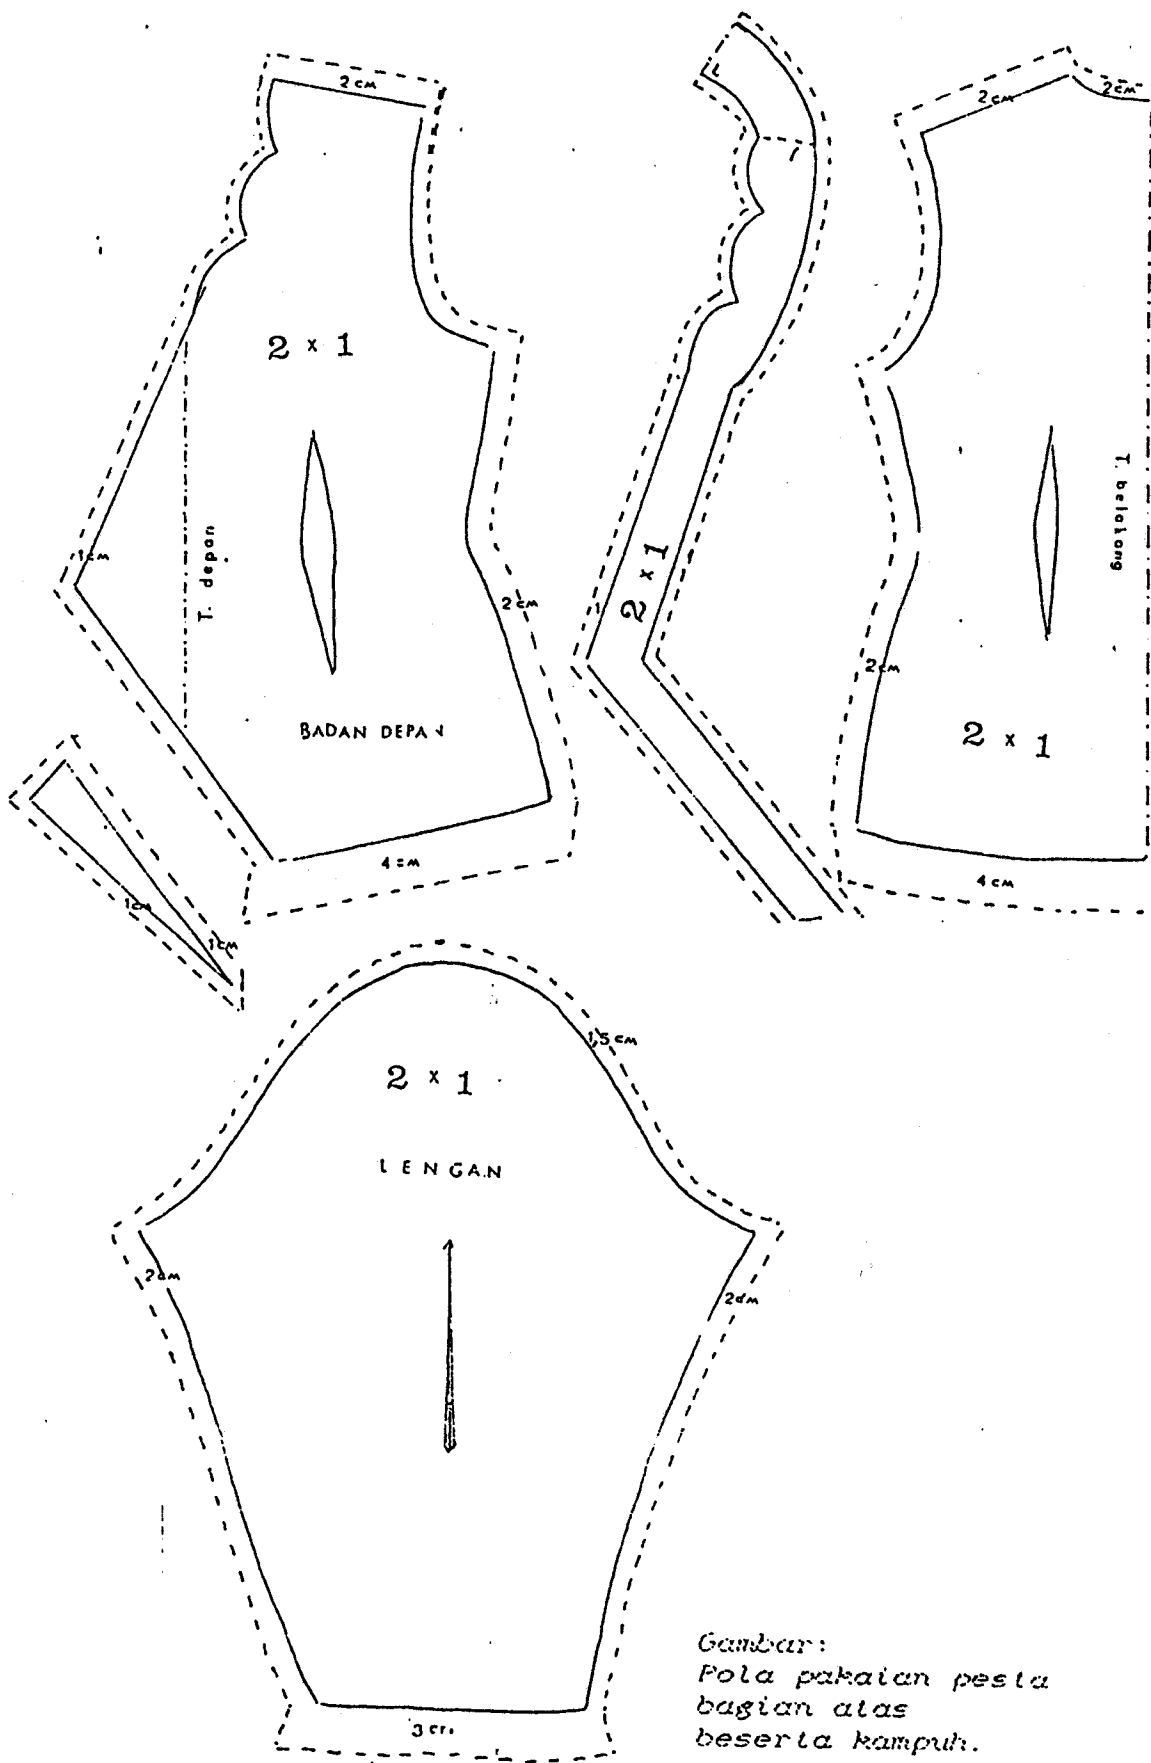 2 cm
2 x 1
1 cm
T. depan
2 cm
BADAN DEPAN
4 cm
1 cm
1 cm
2 x 1
2 cm
2 cm
T. belakang
2 cm
2 x 1
4 cm
1,5 cm
2 x 1
LENGAN
2 cm
2 cm
3 cm
Gambar:
Pola pakaian pesta
bagian atas
beserta kampuh.